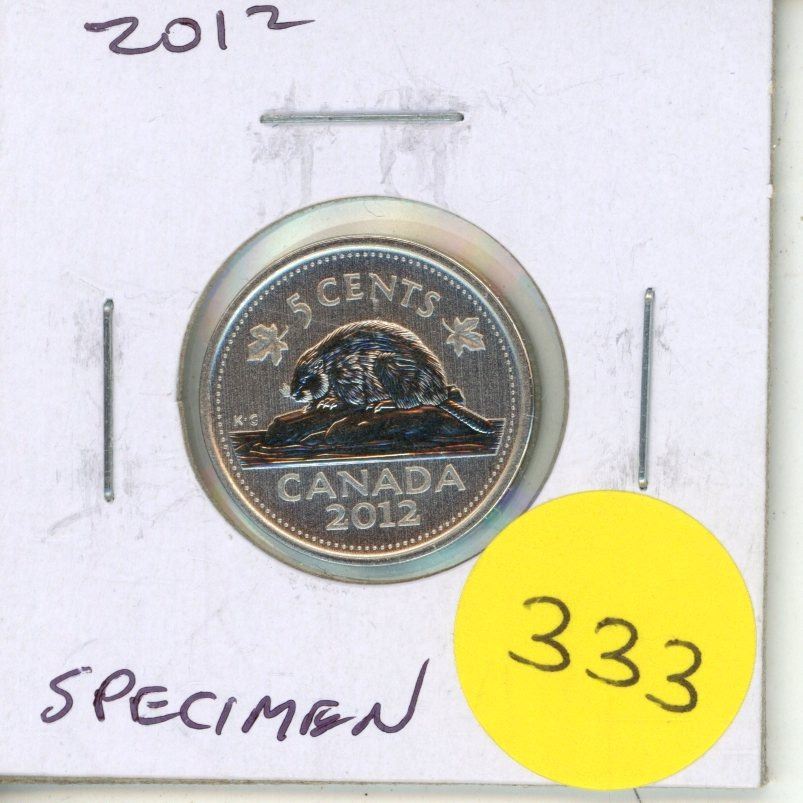 2012
5 CENTS
K·G
CANADA
2012
SPECIMEN
333